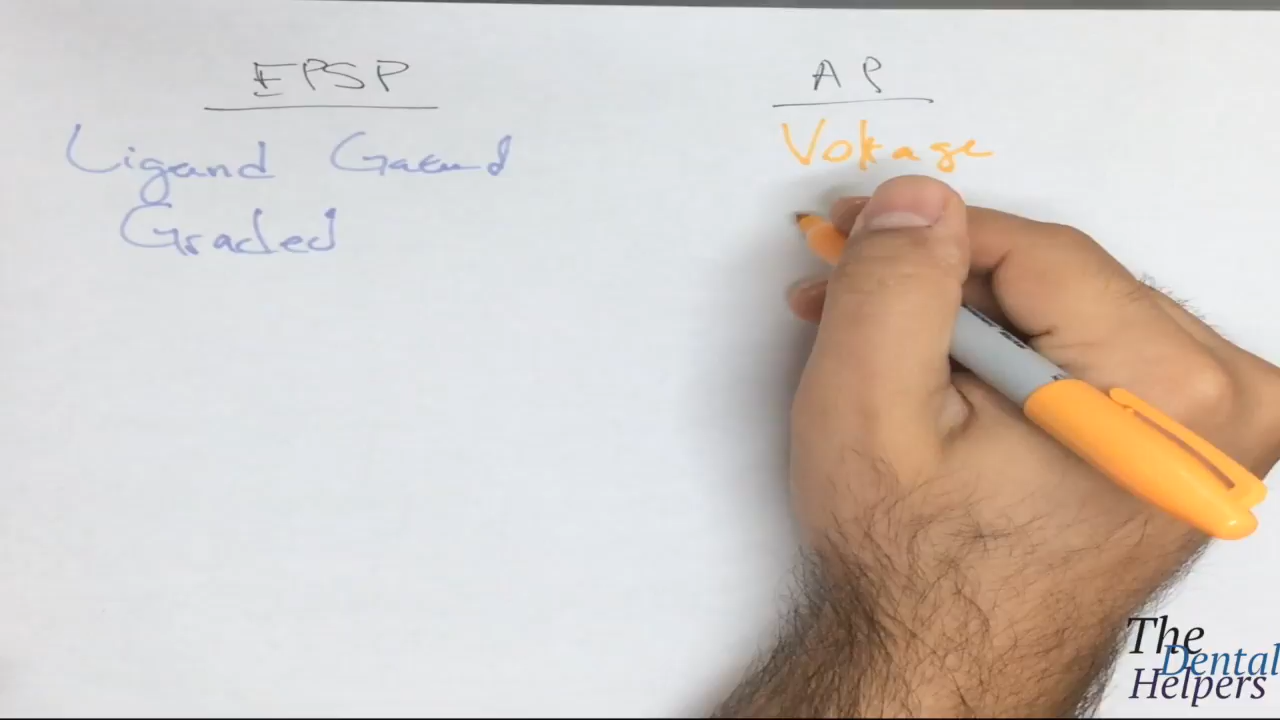 EPSP
Ligand Gated
Graded
AP
Voltage
The
Dental
Helpers